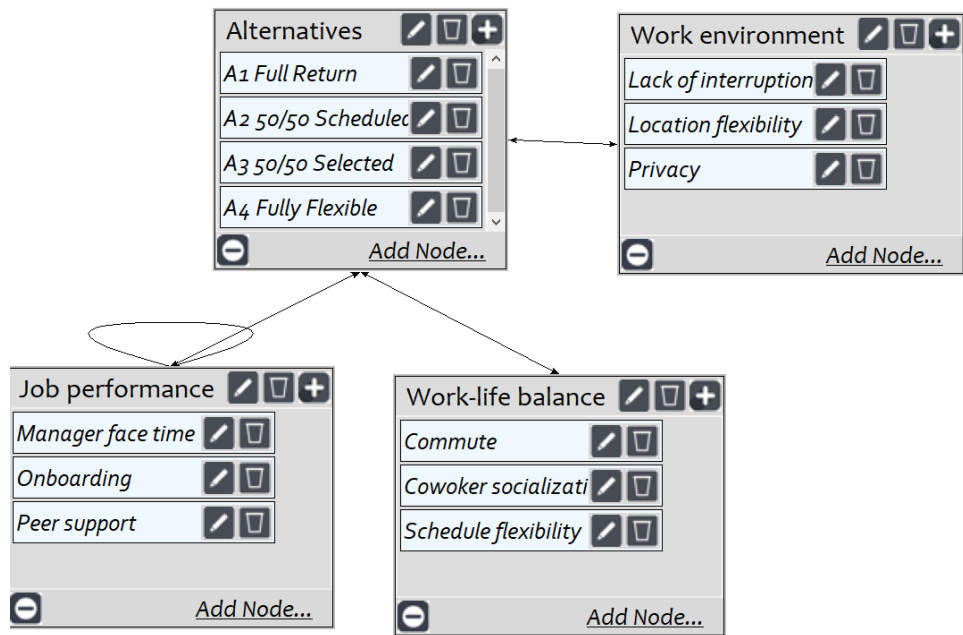 Alternatives
A1 Full Return
A2 50/50 Scheduled
A3 50/50 Selected
A4 Fully Flexible
Add Node...
Work environment
Lack of interruption
Location flexibility
Privacy
Add Node...
Job performance
Manager face time
Onboarding
Peer support
Add Node...
Work-life balance
Commute
Cowoker socializati
Schedule flexibility
Add Node...